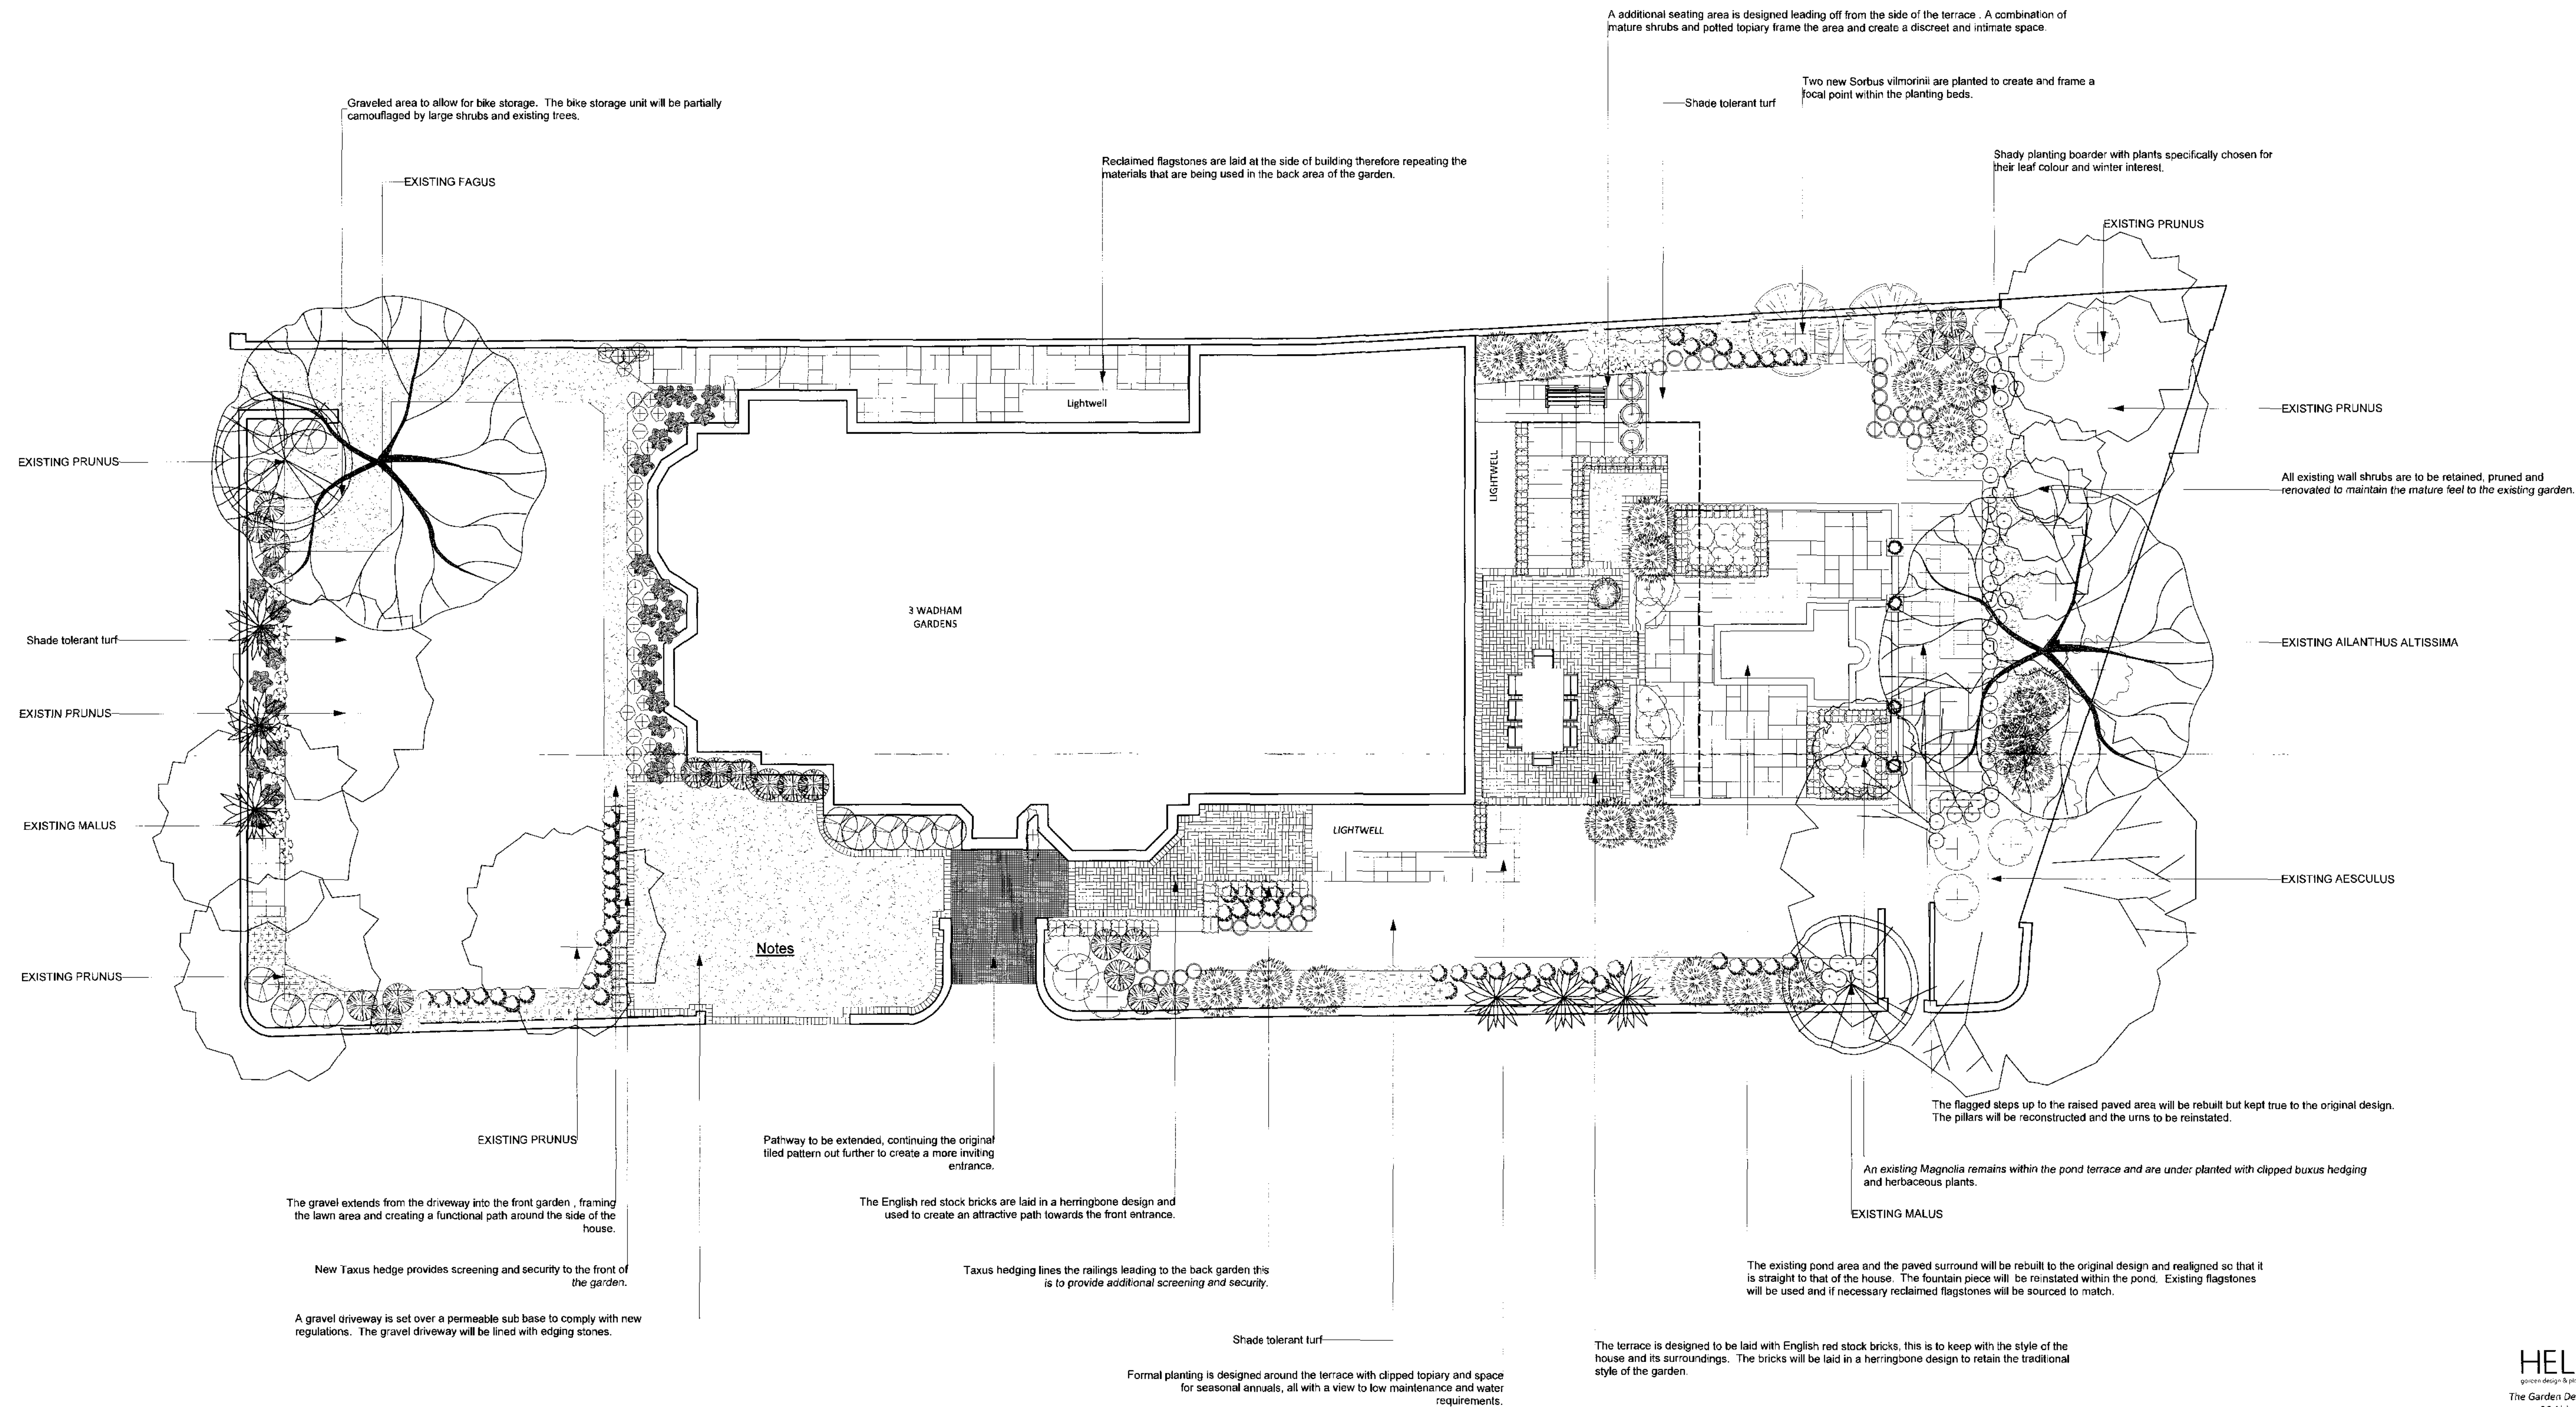 A additional seating area is designed leading off from the side of the terrace . A combination of
mature shrubs and potted topiary frame the area and create a discreet and intimate space.
Two new Sorbus vilmorinii are planted to create and frame a
focal point within the planting beds.
Shade tolerant turf
Graveled area to allow for bike storage. The bike storage unit will be partially
camouflaged by large shrubs and existing trees.
Reclaimed flagstones are laid at the side of building therefore repeating the
materials that are being used in the back area of the garden.
Shady planting boarder with plants specifically chosen for
their leaf colour and winter interest.
EXISTING FAGUS
EXISTING PRUNUS
Lightwell
EXISTING PRUNUS
EXISTING PRUNUS
LIGHTWELL
All existing wall shrubs are to be retained, pruned and
renovated to maintain the mature feel to the existing garden.
3 WADHAM
GARDENS
Shade tolerant turf
EXISTING AILANTHUS ALTISSIMA
EXISTIN PRUNUS
EXISTING MALUS
LIGHTWELL
EXISTING AESCULUS
Notes
EXISTING PRUNUS
The flagged steps up to the raised paved area will be rebuilt but kept true to the original design.
The pillars will be reconstructed and the urns to be reinstated.
EXISTING PRUNUS
Pathway to be extended, continuing the original
tiled pattern out further to create a more inviting
entrance.
An existing Magnolia remains within the pond terrace and are under planted with clipped buxus hedging
and herbaceous plants.
The gravel extends from the driveway into the front garden , framing
the lawn area and creating a functional path around the side of the
house.
The English red stock bricks are laid in a herringbone design and
used to create an attractive path towards the front entrance.
EXISTING MALUS
New Taxus hedge provides screening and security to the front of
the garden.
Taxus hedging lines the railings leading to the back garden this
is to provide additional screening and security.
The existing pond area and the paved surround will be rebuilt to the original design and realigned so that it
is straight to that of the house. The fountain piece will be reinstated within the pond. Existing flagstones
will be used and if necessary reclaimed flagstones will be sourced to match.
A gravel driveway is set over a permeable sub base to comply with new
regulations. The gravel driveway will be lined with edging stones.
Shade tolerant turf
The terrace is designed to be laid with English red stock bricks, this is to keep with the style of the
house and its surroundings. The bricks will be laid in a herringbone design to retain the traditional
style of the garden.
Formal planting is designed around the terrace with clipped topiary and space
for seasonal annuals, all with a view to low maintenance and water
requirements.
HEL
garden design &
The Garden De